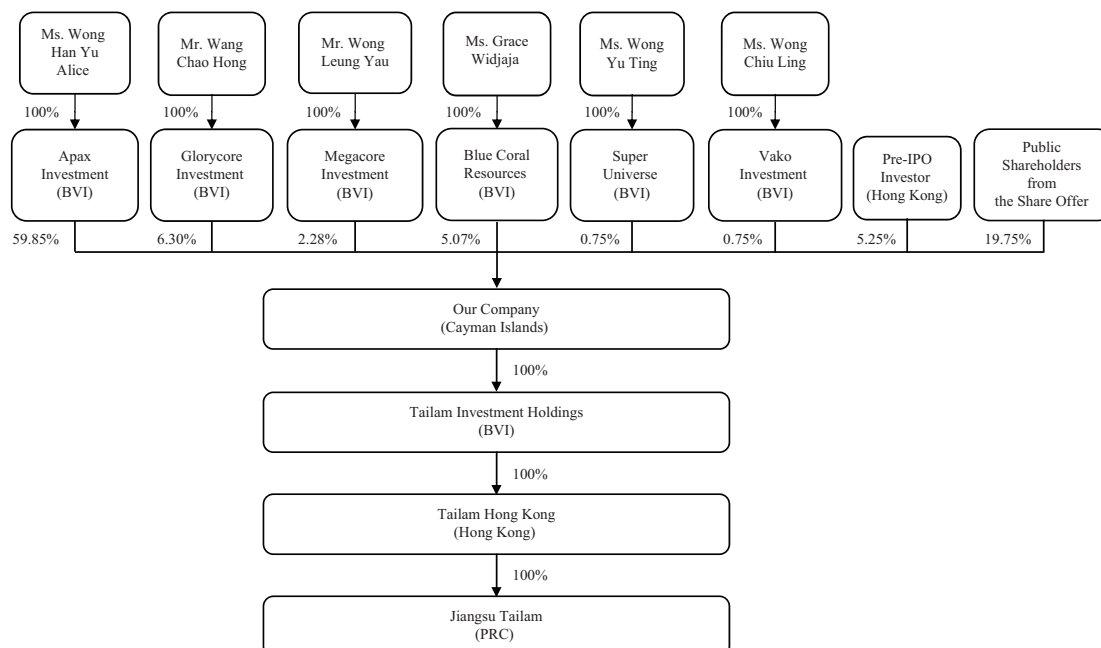 Ms. Wong
Han Yu
Alice
Mr. Wang
Chao Hong
Mr. Wong
Leung Yau
Ms. Grace
Widjaja
Ms. Wong
Yu Ting
Ms. Wong
Chiu Ling
100%
100%
100%
100%
100%
100%
Apax
Investment
(BVI)
Glorycore
Investment
(BVI)
Megacore
Investment
(BVI)
Blue Coral
Resources
(BVI)
Super
Universe
(BVI)
Vako
Investment
(BVI)
Pre-IPO
Investor
(Hong Kong)
Public
Shareholders
from
the Share Offer
59.85%
6.30%
2.28%
5.07%
0.75%
0.75%
5.25%
19.75%
Our Company
(Cayman Islands)
100%
Tailam Investment Holdings
(BVI)
100%
Tailam Hong Kong
(Hong Kong)
100%
Jiangsu Tailam
(PRC)